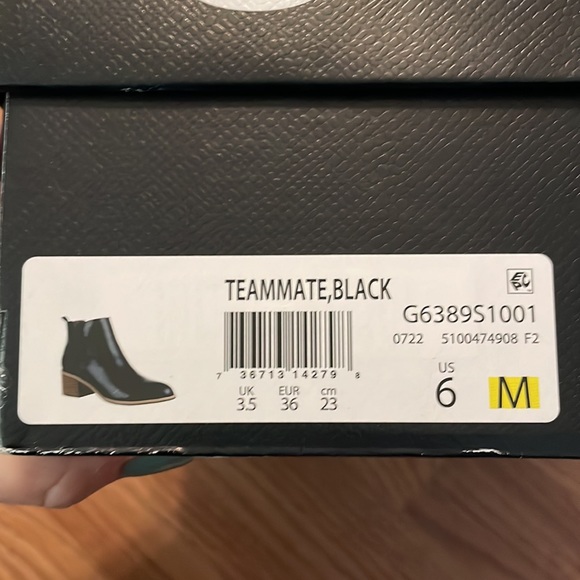 TEAMMATE,BLACK
G6389S1001
0722 5100474908 F2
7 36713 14279 8
UK EUR cm
3.5 36 23
US
6 M